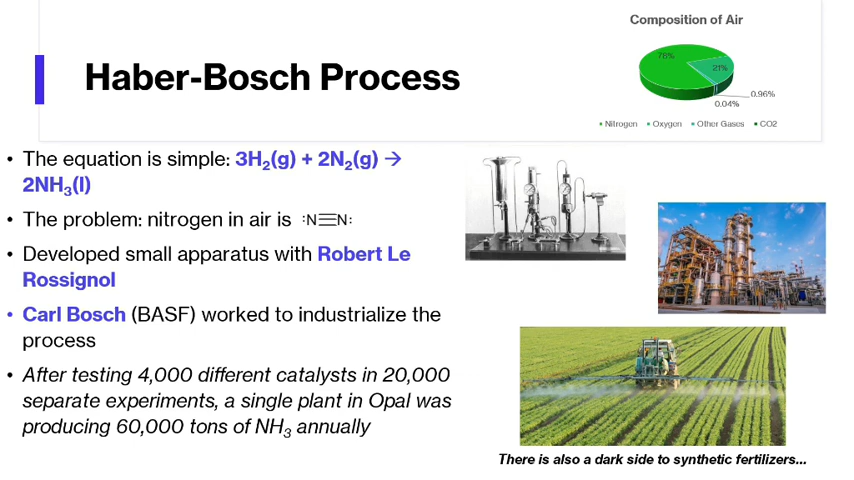 Composition of Air
78%
21%
0.96%
0.04%
Nitrogen Oxygen Other Gases CO2
Haber-Bosch Process
• The equation is simple: 3H₂(g) + 2N₂(g) →
2NH₃(l)
• The problem: nitrogen in air is :N≡N:
• Developed small apparatus with Robert Le
Rossignol
• Carl Bosch (BASF) worked to industrialize the
process
• After testing 4,000 different catalysts in 20,000
separate experiments, a single plant in Opal was
producing 60,000 tons of NH₃ annually
There is also a dark side to synthetic fertilizers...